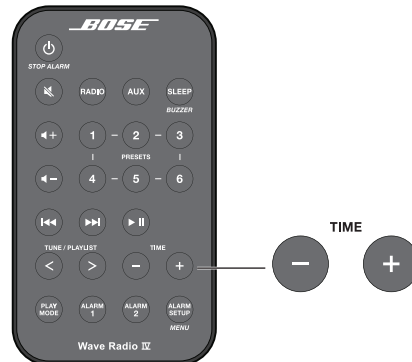 BOSE
STOP ALARM
RADIO AUX SLEEP
BUZZER
+ 1 - 2 - 3
PRESETS
- 4 - 5 - 6
TUNE / PLAYLIST TIME
< > - +
PLAY MODE ALARM 1 ALARM 2 ALARM SETUP
MENU
Wave Radio IV
TIME
- +